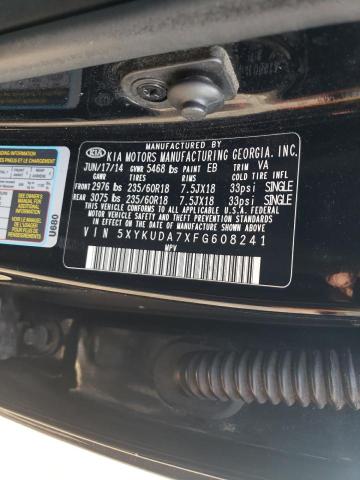 MANUFACTURED BY
KIA KIA MOTORS MANUFACTURING GEORGIA, INC.
JUN/17/14 GVWR 5468 lbs PAINT EB TRIM VA
GAWR TIRES RIMS COLD TIRE INFL
FRONT 2976 lbs 235/60R18 7.5JX18 33psi SINGLE
REAR 3075 lbs 235/60R18 7.5JX18 33psi SINGLE
THIS VEHICLE CONFORMS TO ALL APPLICABLE
U.S. FEDERAL MOTOR VEHICLE SAFETY STANDARDS
IN EFFECT ON THE DATE OF MANUFACTURE SHOWN ABOVE.
VIN 5XYKUDA7XFG608241
MPV
U680